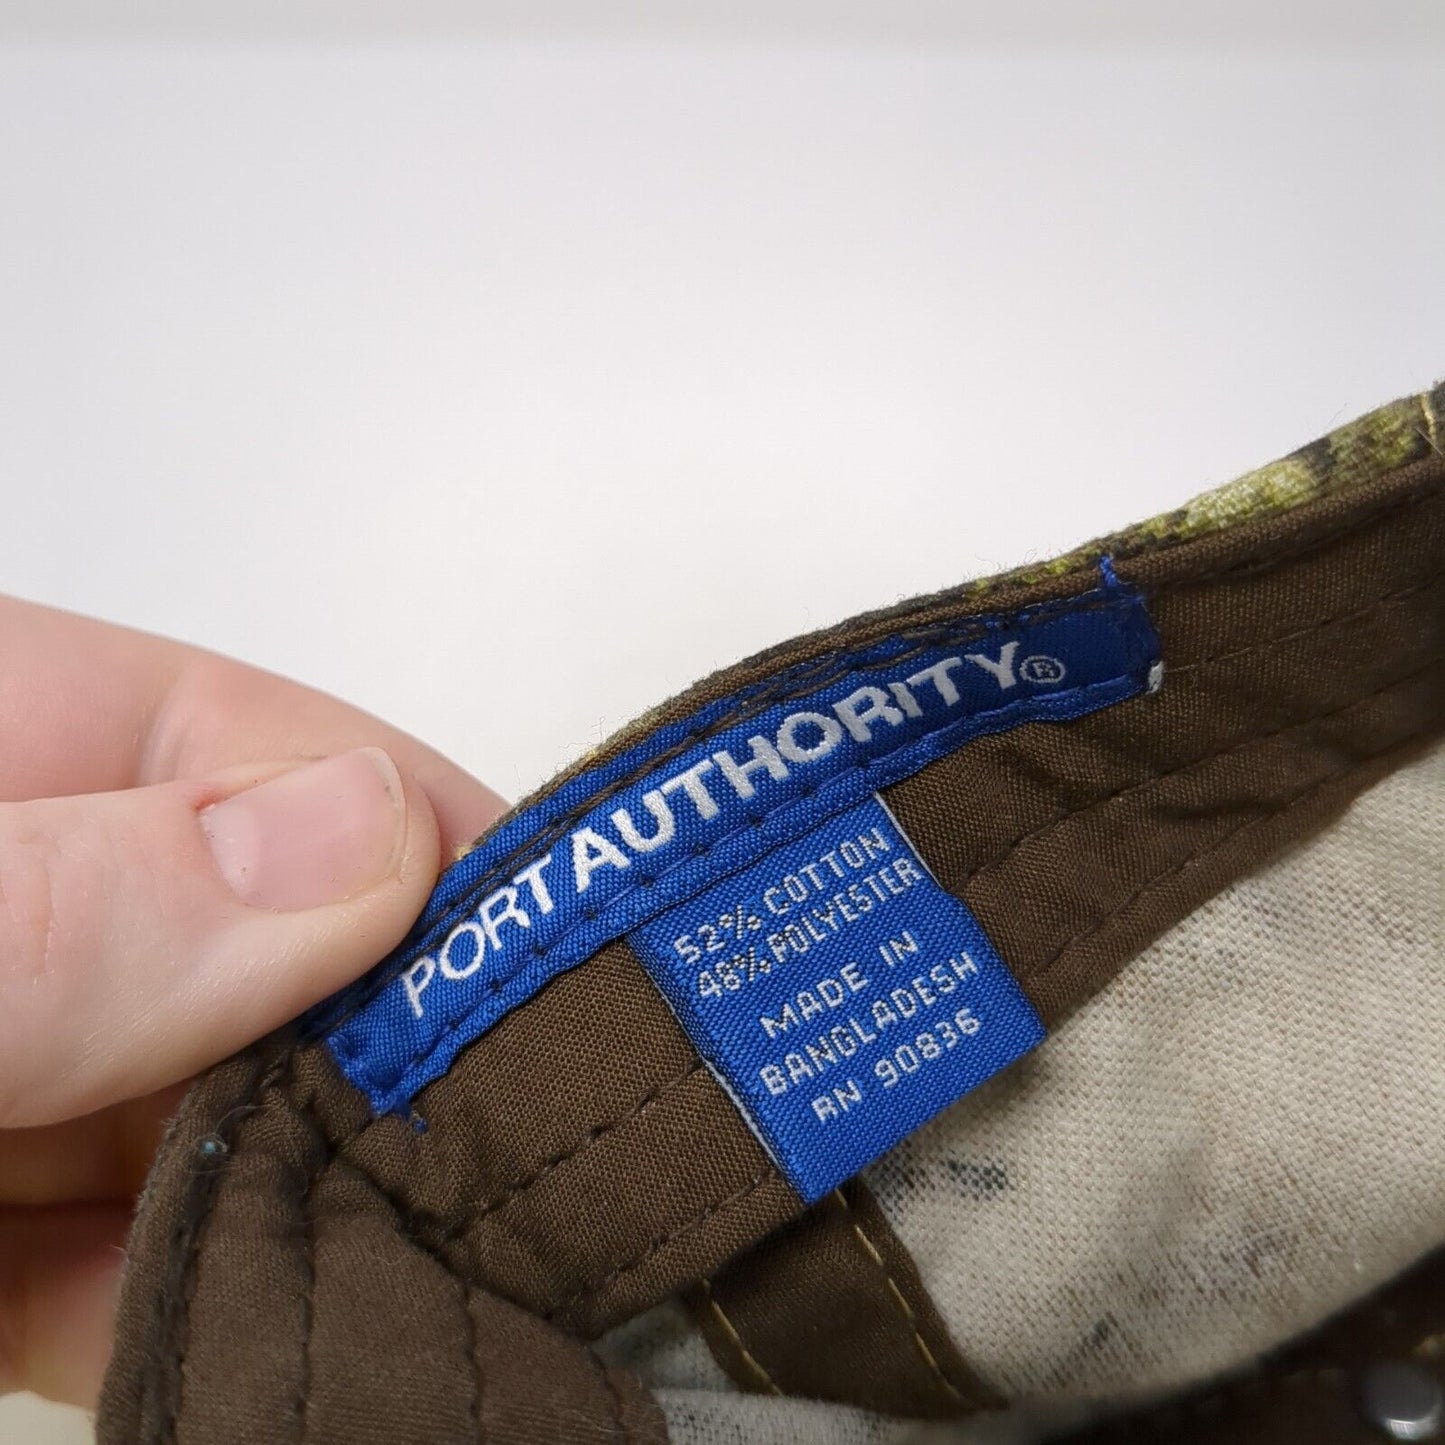 PORT AUTHORITY®
52% COTTON
48% POLYESTER
MADE IN
BANGLADESH
RN 90836